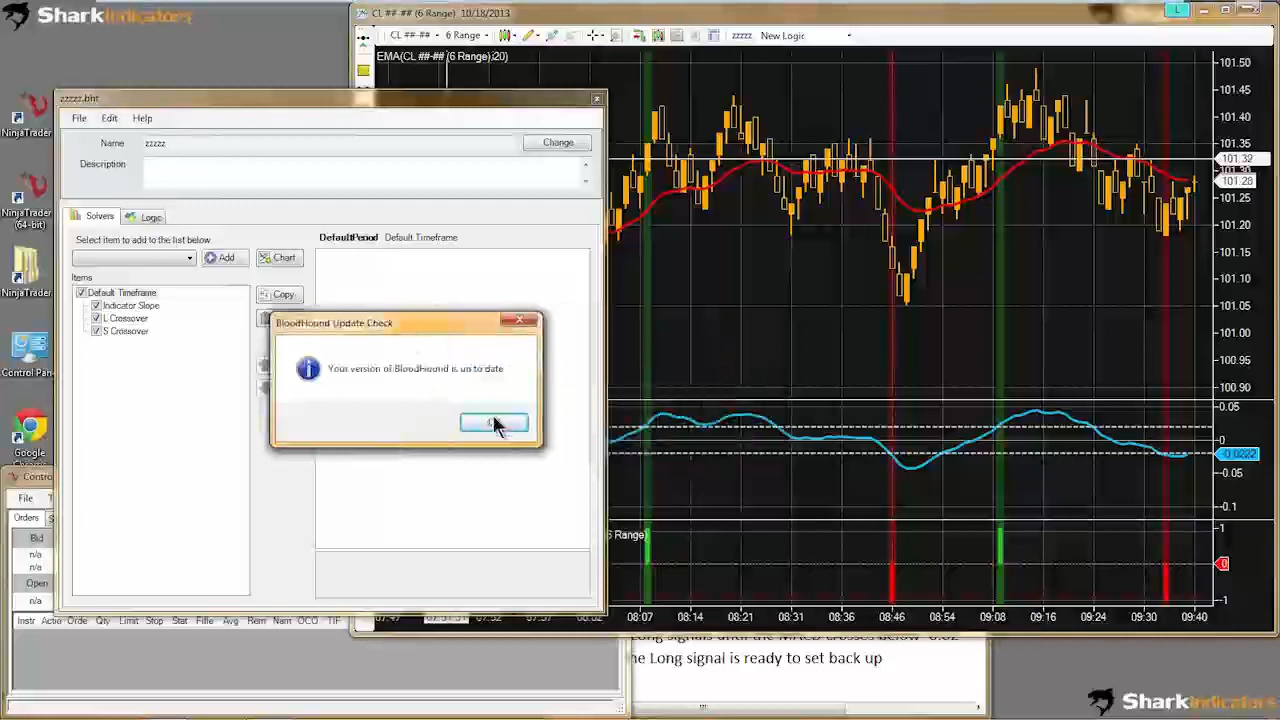 SharkIndicators
CL ##-## (6 Range) 10/18/2013
CL ##-##
6 Range
zzzzz
New Logic
EMA(CL ##-## (6 Range),20)
101.50
101.45
101.40
101.35
101.32
101.30
101.28
101.25
101.20
101.15
101.10
101.05
101.00
100.95
100.90
0.05
0
-0.0222
-0.05
-0.1
6 Range)
1
0
-1
08:07
08:14
08:21
08:31
08:36
08:46
08:54
09:08
09:16
09:24
09:30
09:40
NinjaTrader
NinjaTrader
(64-bit)
NinjaTrader
Control Pan
Google
zzzzz.bht
File Edit Help
Name zzzzz Change
Description
Solvers Logic
Select item to add to the list below
Add Chart
DefaultPeriod Default Timeframe
Items
Default Timeframe
Indicator Slope
L Crossover
S Crossover
Copy
BloodHound Update Check
Your version of BloodHound is up to date
Contro
File
Orders
Bid
n/a
n/a
Open
n/a
Instr Actio Orde Qty Limit Stop Stat Fille Avg Rem Nam OCO TIF
Long signals until the MACD crosses below -0.02
he Long signal is ready to set back up
SharkIndicators